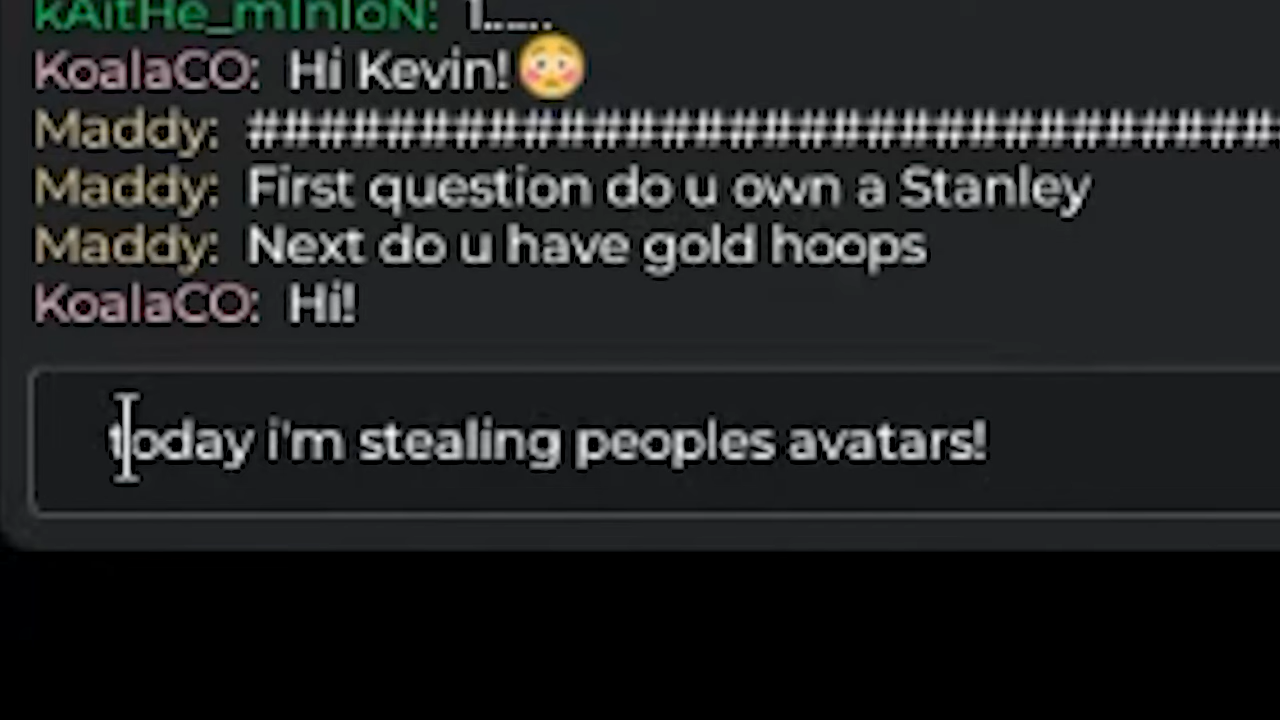 kAitHe_mInIoN: 1......
KoalaCO: Hi Kevin!😳
Maddy: ##############################
Maddy: First question do u own a Stanley
Maddy: Next do u have gold hoops
KoalaCO: Hi!
today i'm stealing peoples avatars!